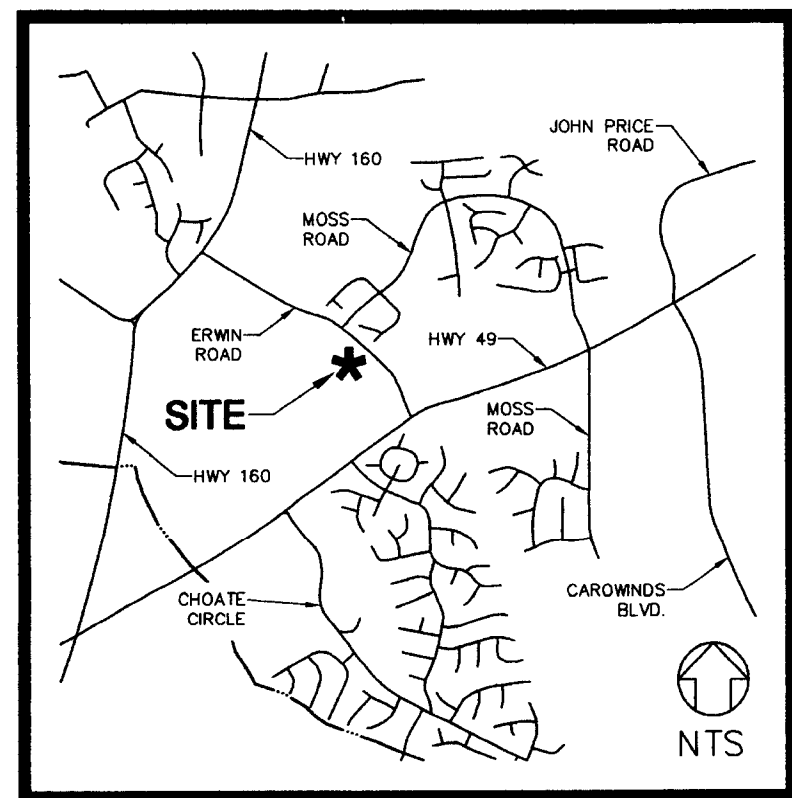 HWY 160
JOHN PRICE
ROAD
MOSS
ROAD
ERWIN
ROAD
HWY 49
SITE
MOSS
ROAD
HWY 160
CHOATE
CIRCLE
CAROWINDS
BLVD.
NTS